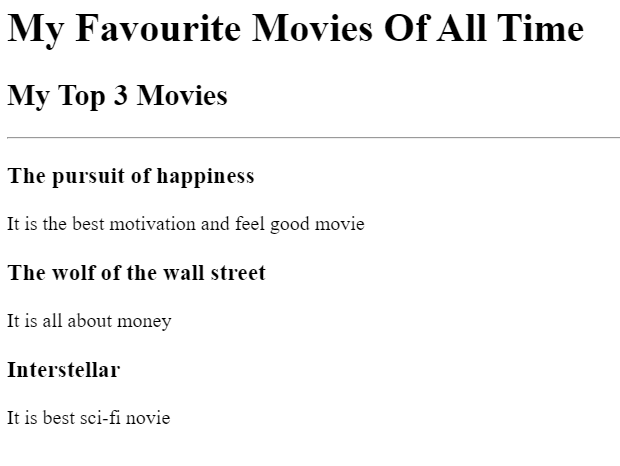 My Favourite Movies Of All Time
My Top 3 Movies
The pursuit of happiness
It is the best motivation and feel good movie
The wolf of the wall street
It is all about money
Interstellar
It is best sci-fi novie